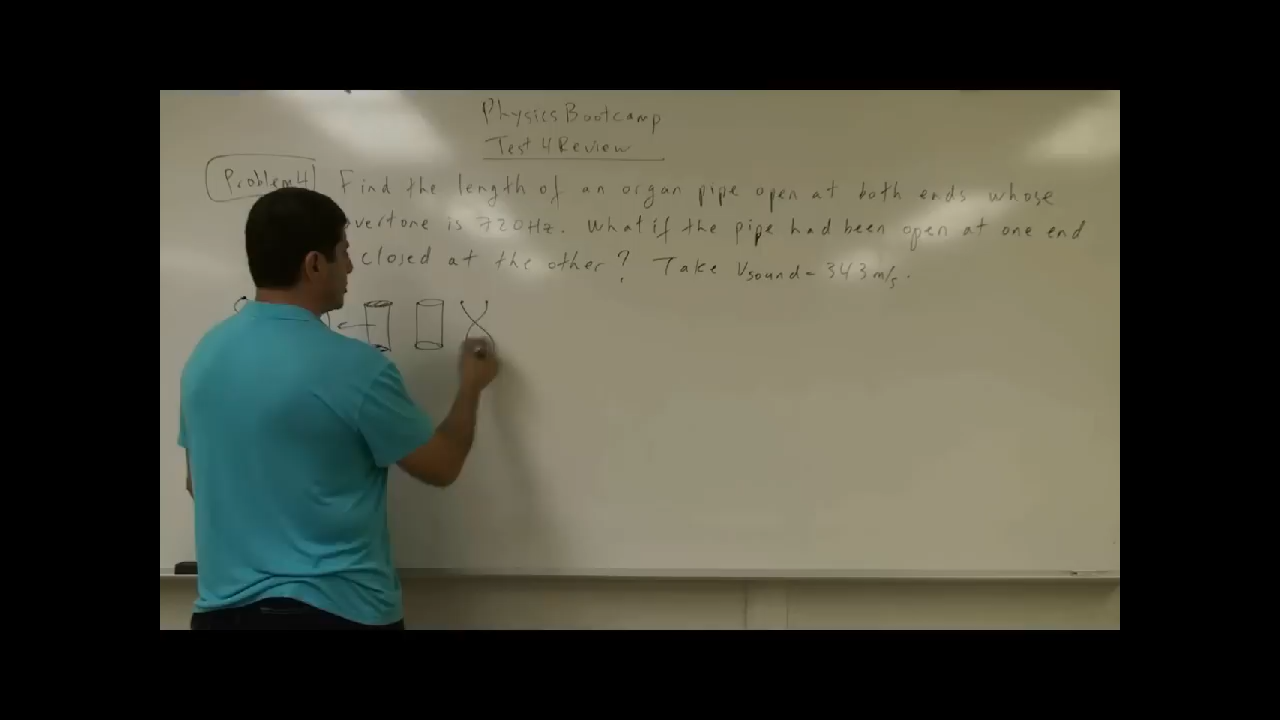 Physics Bootcamp
Test 4 Review
Problem 4 Find the length of an organ pipe open at both ends whose
overtone is 720Hz. What if the pipe had been open at one end
closed at the other? Take Vsound = 343 m/s.